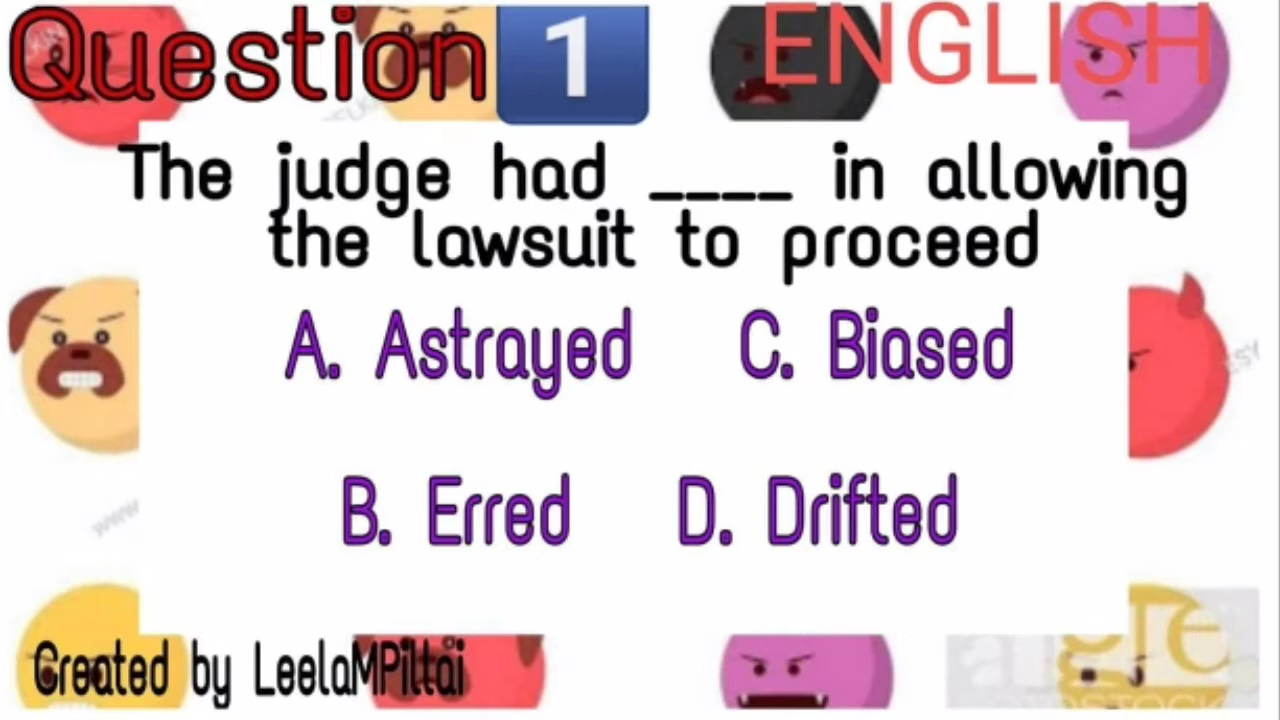 Question 1 ENGLISH
The judge had ____ in allowing
the lawsuit to proceed
A. Astrayed C. Biased
B. Erred D. Drifted
Created by LeelaMPillai